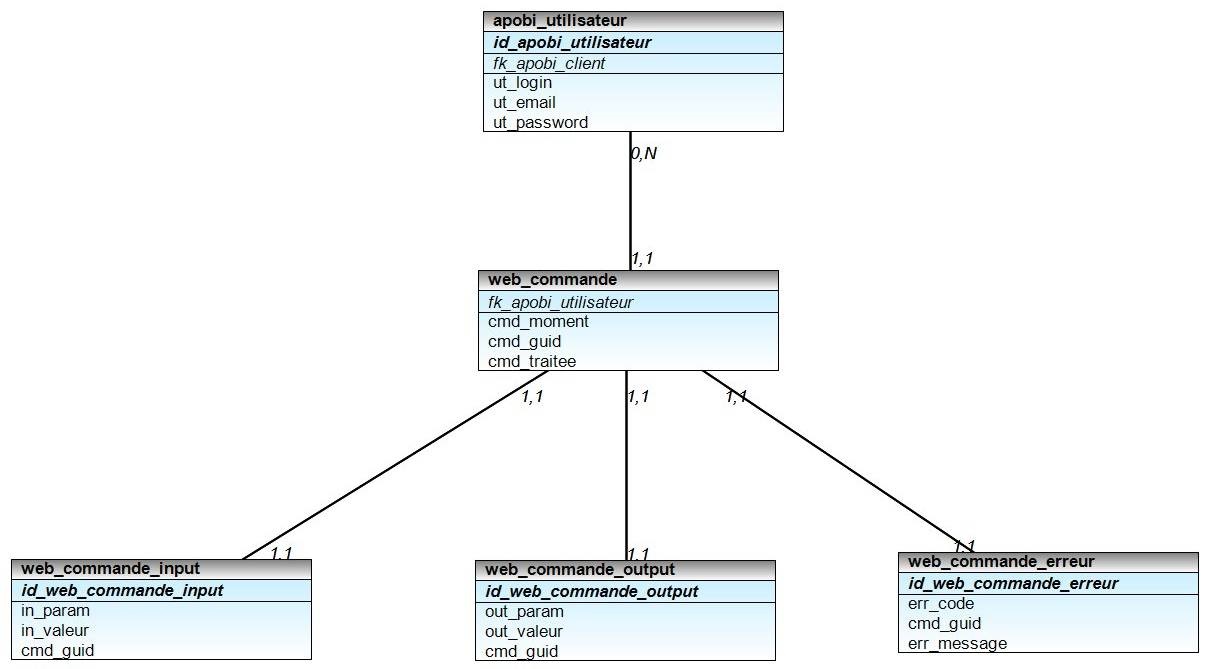 apobi_utilisateur
id_apobi_utilisateur
fk_apobi_client
ut_login
ut_email
ut_password
0,N
1,1
web_commande
fk_apobi_utilisateur
cmd_moment
cmd_guid
cmd_traitee
1,1
1,1
1,1
1,1
1,1
1,1
web_commande_input
id_web_commande_input
in_param
in_valeur
cmd_guid
web_commande_output
id_web_commande_output
out_param
out_valeur
cmd_guid
web_commande_erreur
id_web_commande_erreur
err_code
cmd_guid
err_message